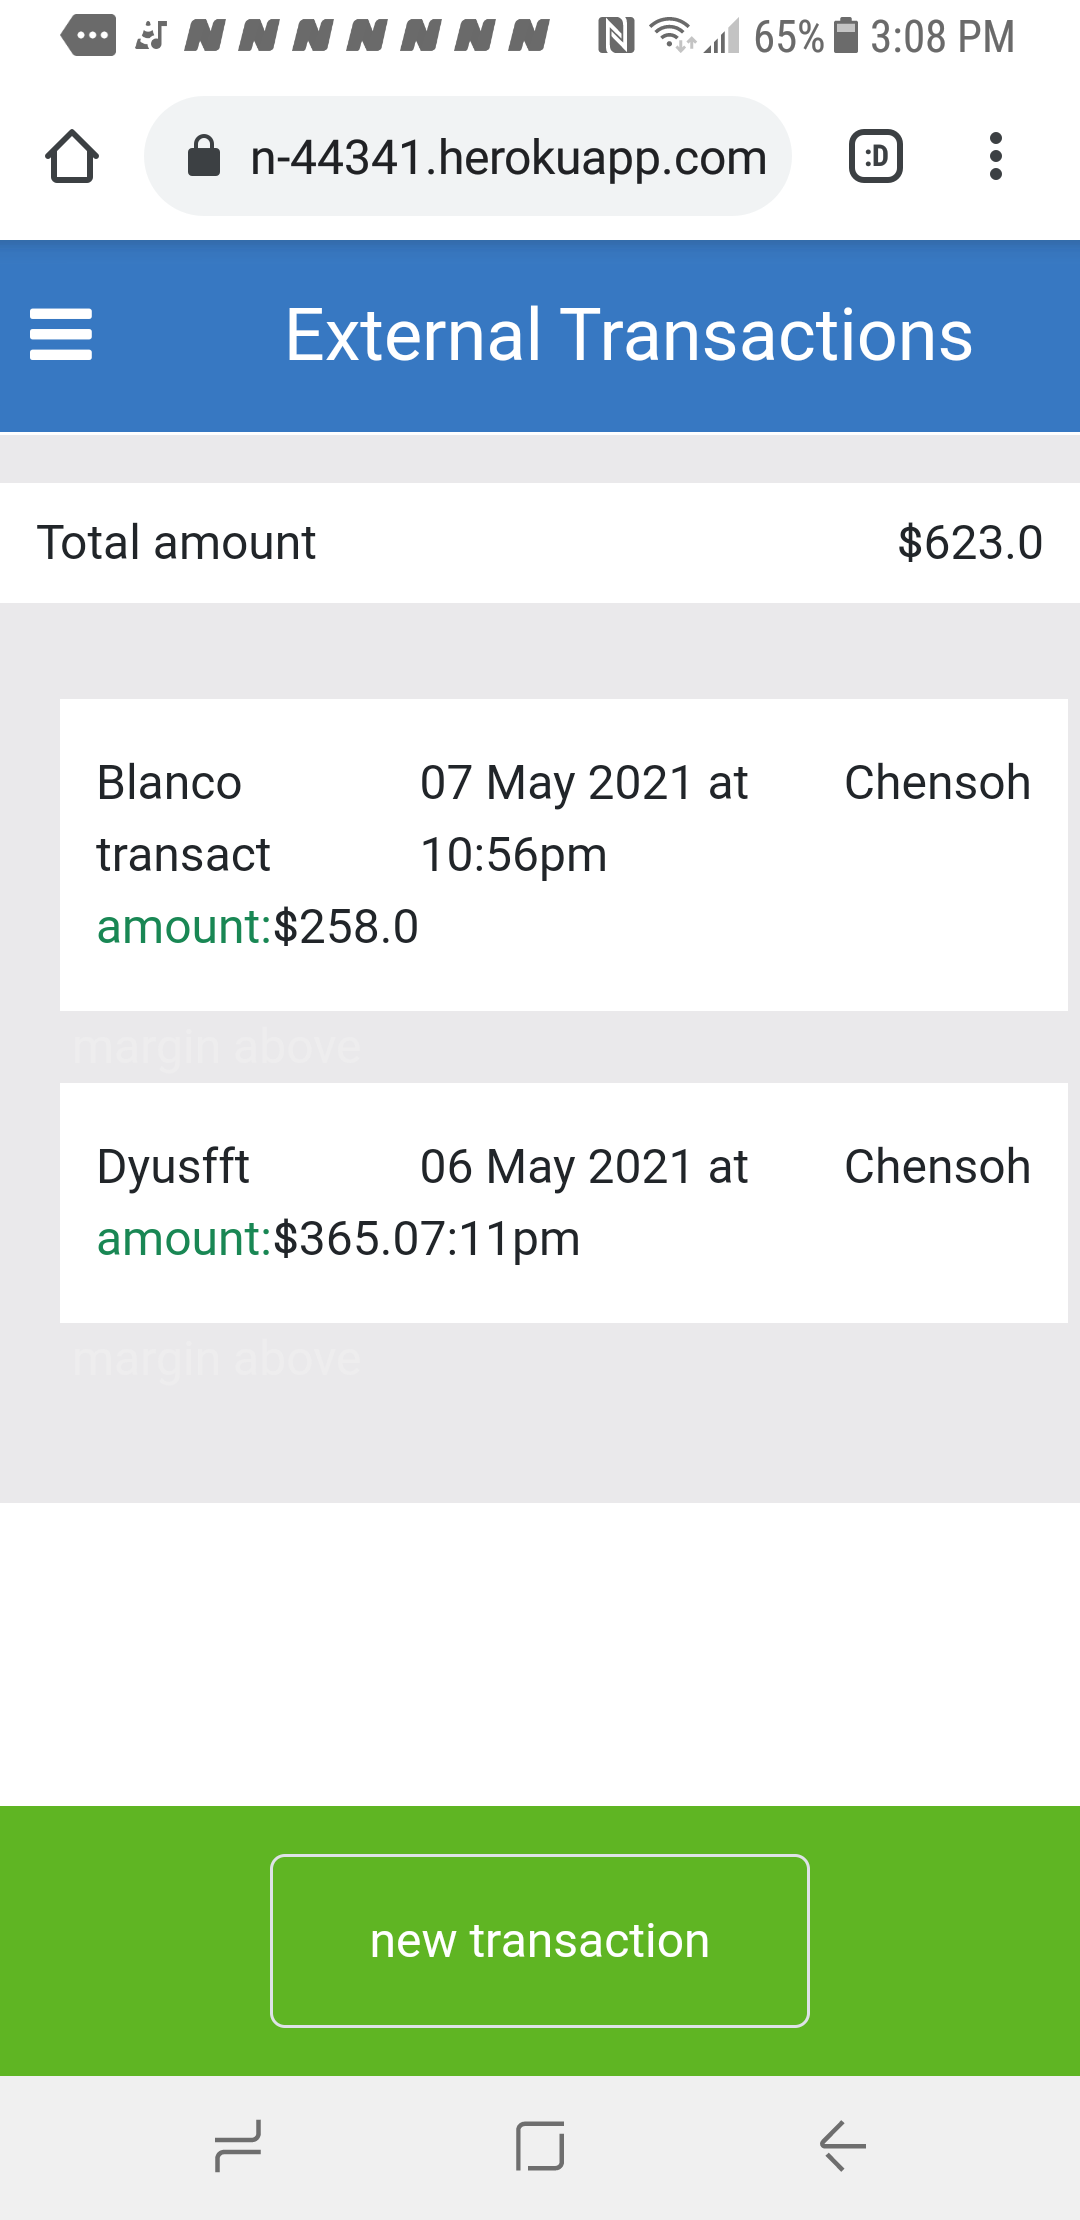 65% 3:08 PM
n-44341.herokuapp.com
:D
External Transactions
Total amount $623.0
Blanco transact 07 May 2021 at 10:56pm Chensoh
amount:$258.0
margin above
Dyusfft 06 May 2021 at Chensoh
amount:$365.07:11pm
margin above
new transaction